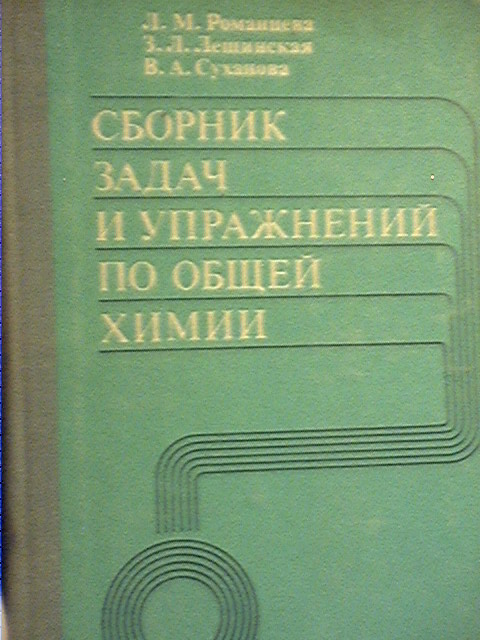 Л. М. Романцева
З. Л. Лещинская
В. А. Суханова
СБОРНИК
ЗАДАЧ
И УПРАЖНЕНИЙ
ПО ОБЩЕЙ
ХИМИИ